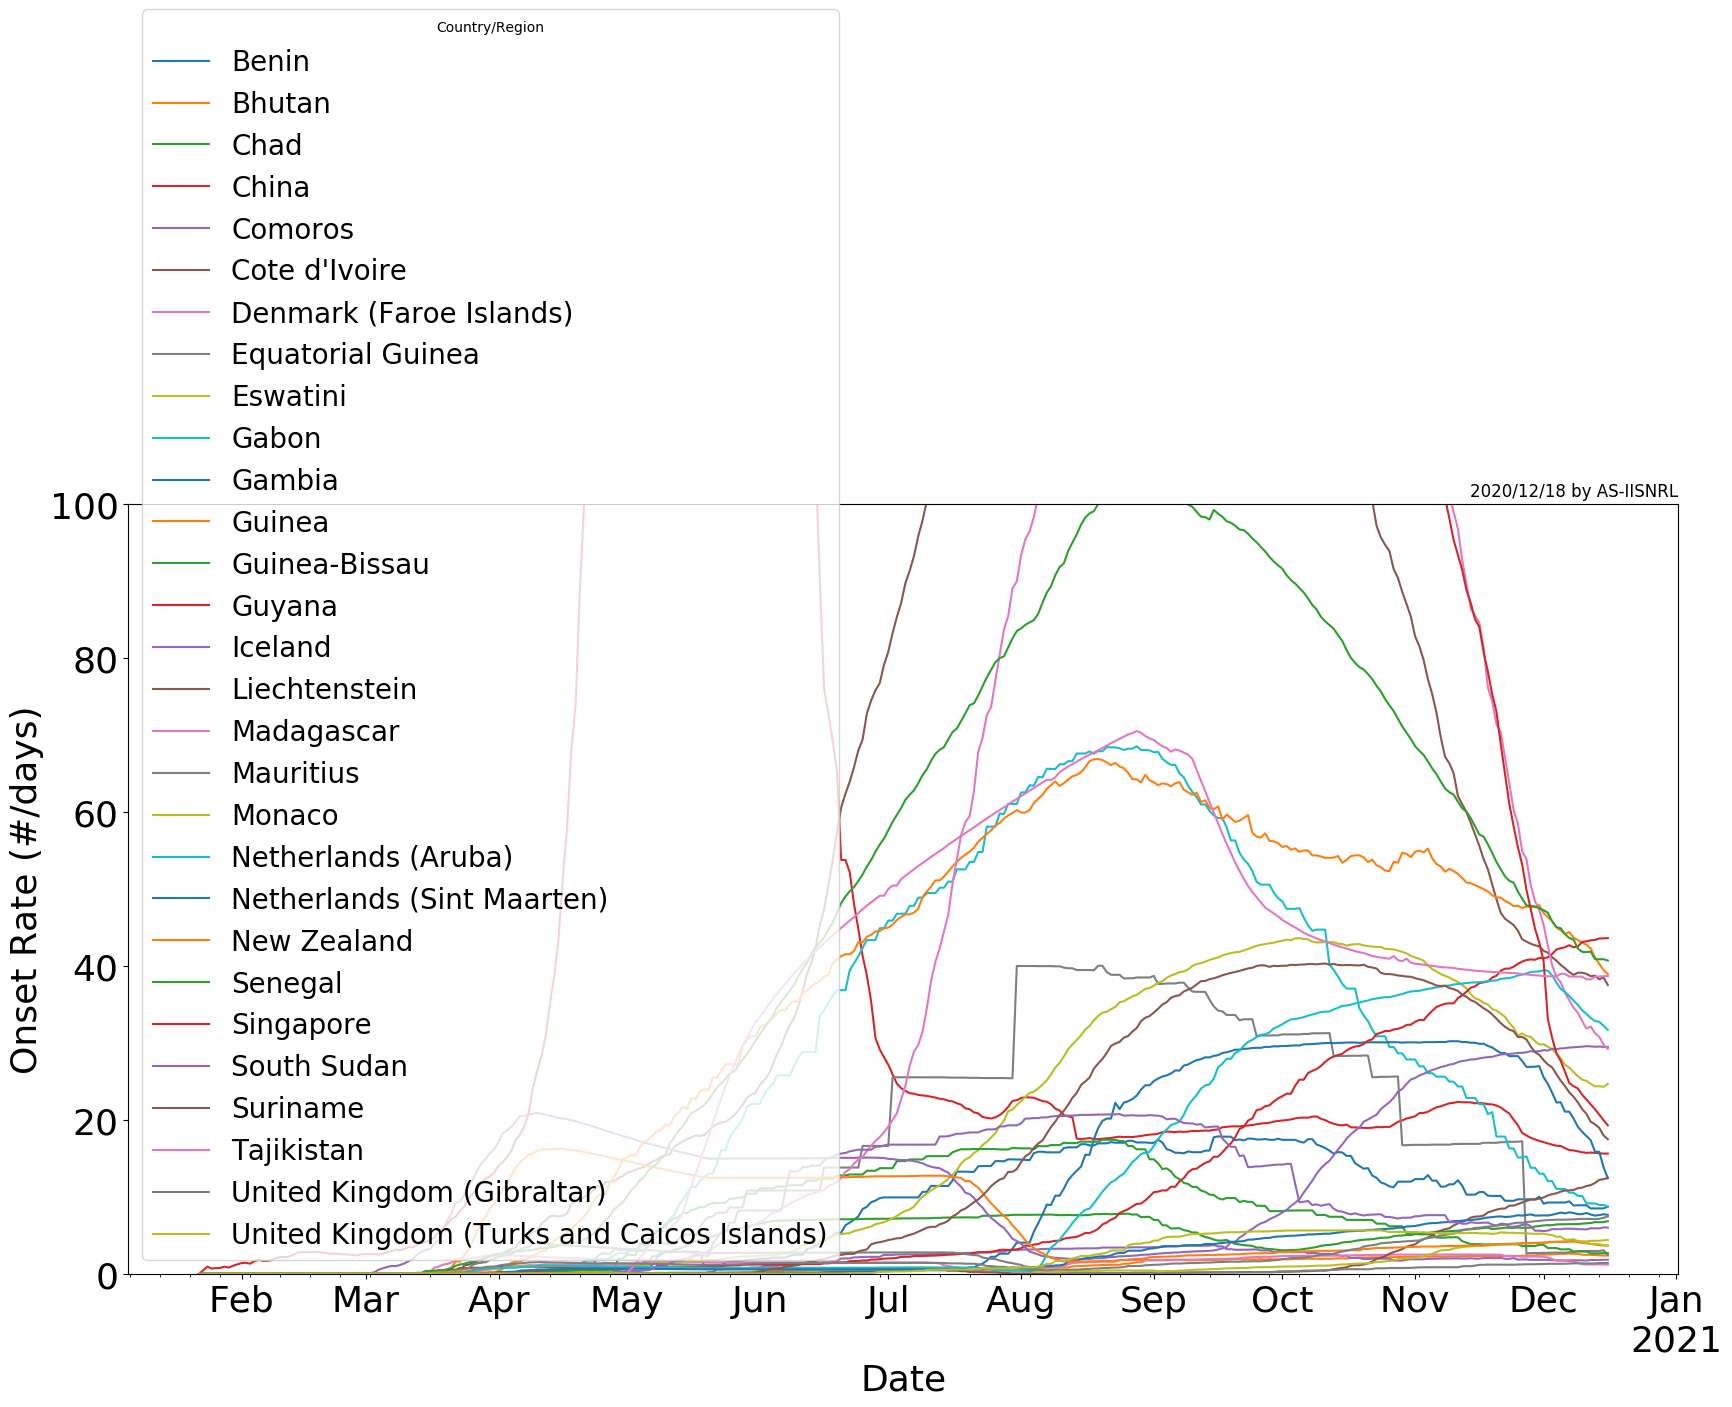 Country/Region
Benin
Bhutan
Chad
China
Comoros
Cote d'Ivoire
Denmark (Faroe Islands)
Equatorial Guinea
Eswatini
Gabon
Gambia
Guinea
Guinea-Bissau
Guyana
Iceland
Liechtenstein
Madagascar
Mauritius
Monaco
Netherlands (Aruba)
Netherlands (Sint Maarten)
New Zealand
Senegal
Singapore
South Sudan
Suriname
Tajikistan
United Kingdom (Gibraltar)
United Kingdom (Turks and Caicos Islands)
2020/12/18 by AS-IISNRL
100
80
60
40
20
0
Onset Rate (#/days)
Feb Mar Apr May Jun Jul Aug Sep Oct Nov Dec Jan
2021
Date